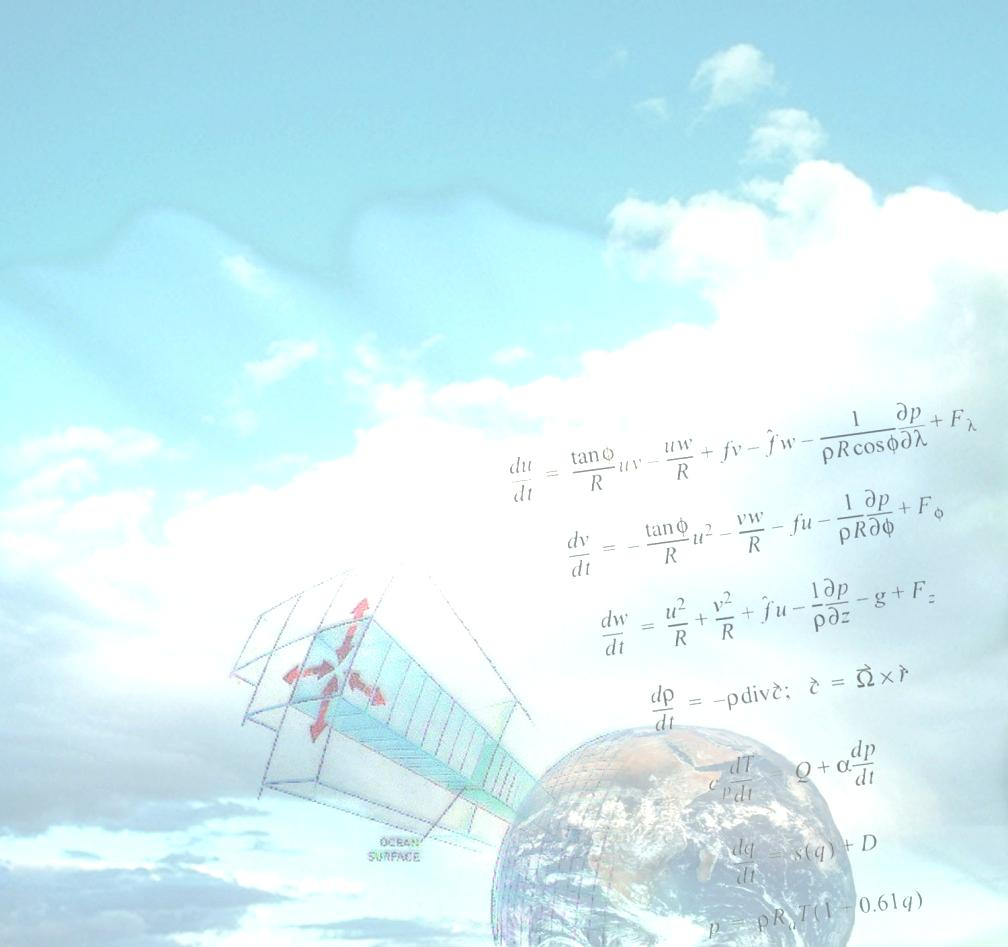 du/dt = tanϕ/R uv − uw/R + fv − f̂w − 1/(ρR cosϕ) ∂p/∂λ + F_λ
dv/dt = − tanϕ/R u² − vw/R − fu − 1/(ρR) ∂p/∂ϕ + F_ϕ
dw/dt = u²/R + v²/R + f̂u − 1/ρ ∂p/∂z − g + F_z
dρ/dt = −ρdivc⃗; c⃗ = Ω⃗ × r⃗
c_p dT/dt = Q + α dp/dt
OCEAN
SURFACE
dq/dt = s(q) + D
p = ρR_d T(1 + 0.61q)